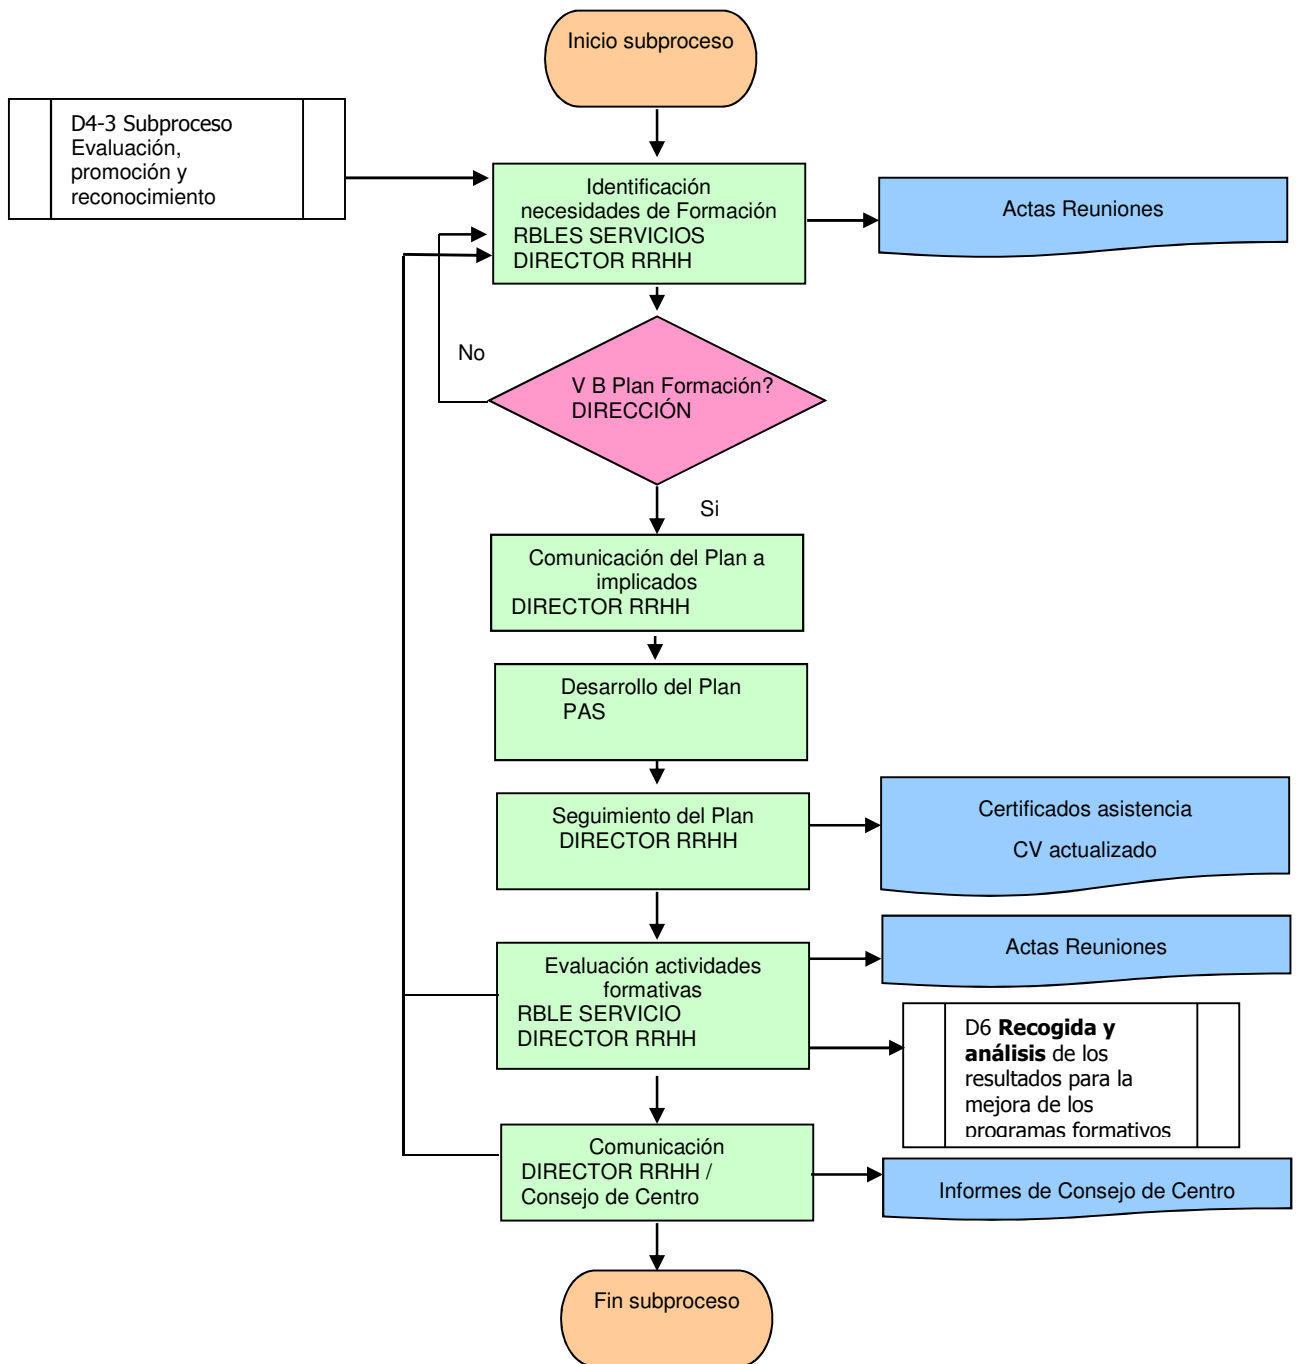 Inicio subproceso
D4-3 Subproceso
Evaluación,
promoción y
reconocimiento
Identificación
necesidades de Formación
RBLES SERVICIOS
DIRECTOR RRHH
Actas Reuniones
No
V B Plan Formación?
DIRECCIÓN
Si
Comunicación del Plan a
implicados
DIRECTOR RRHH
Desarrollo del Plan
PAS
Seguimiento del Plan
DIRECTOR RRHH
Certificados asistencia
CV actualizado
Evaluación actividades
formativas
RBLE SERVICIO
DIRECTOR RRHH
Actas Reuniones
D6 Recogida y
análisis de los
resultados para la
mejora de los
programas formativos
Comunicación
DIRECTOR RRHH /
Consejo de Centro
Informes de Consejo de Centro
Fin subproceso